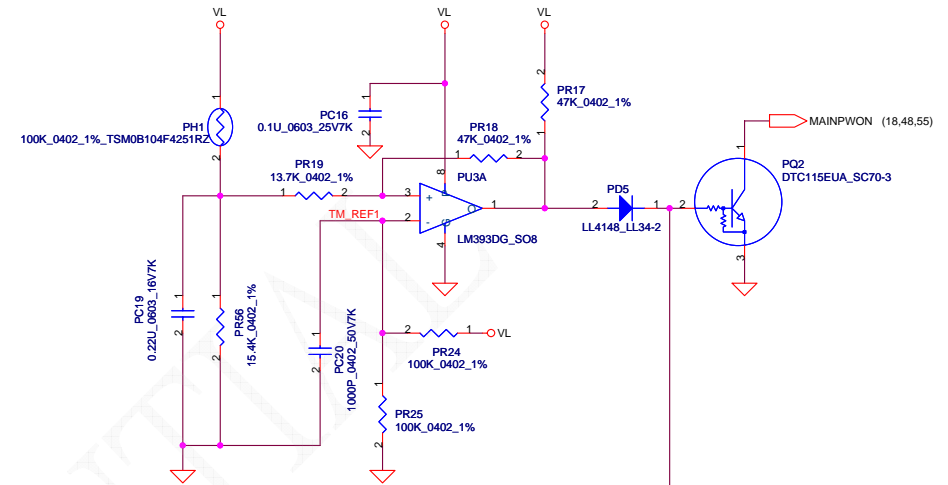 VL
VL
VL
1
PH1
100K_0402_1%_TSM0B104F4251RZ
2
PC16
0.1U_0603_25V7K
1
2
2
PR17
47K_0402_1%
1
PR18
47K_0402_1%
1
2
MAINPWON (18,48,55)
PQ2
DTC115EUA_SC70-3
1
2
3
PR19
13.7K_0402_1%
1
2
PU3A
8
3
+
P
O
1
2
-
G
4
LM393DG_SO8
TM_REF1
PD5
2
1
LL4148_LL34-2
PC19
0.22U_0603_16V7K
1
2
PR56
15.4K_0402_1%
1
2
PC20
1000P_0402_50V7K
1
2
2
1
VL
PR24
100K_0402_1%
1
PR25
100K_0402_1%
2